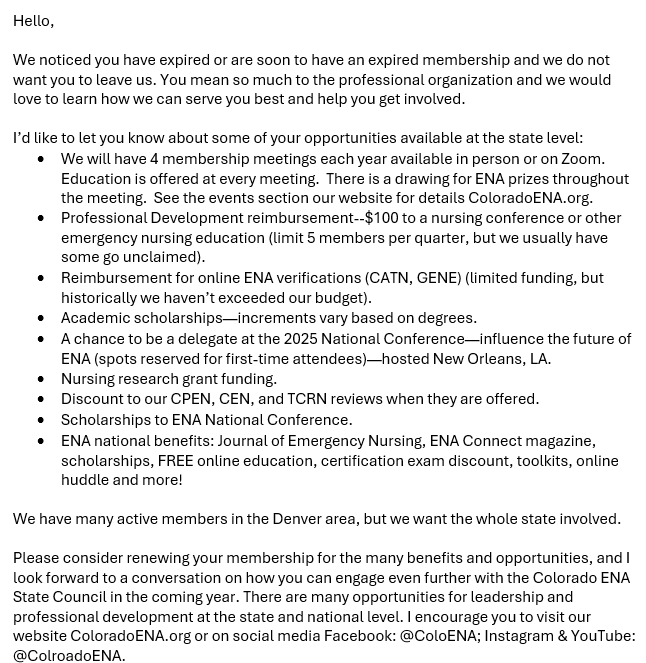 Hello,
We noticed you have expired or are soon to have an expired membership and we do not
want you to leave us. You mean so much to the professional organization and we would
love to learn how we can serve you best and help you get involved.
I’d like to let you know about some of your opportunities available at the state level:
• We will have 4 membership meetings each year available in person or on Zoom.
Education is offered at every meeting.  There is a drawing for ENA prizes throughout
the meeting.  See the events section our website for details ColoradoENA.org.
• Professional Development reimbursement--$100 to a nursing conference or other
emergency nursing education (limit 5 members per quarter, but we usually have
some go unclaimed).
• Reimbursement for online ENA verifications (CATN, GENE) (limited funding, but
historically we haven’t exceeded our budget).
• Academic scholarships—increments vary based on degrees.
• A chance to be a delegate at the 2025 National Conference—influence the future of
ENA (spots reserved for first-time attendees)—hosted New Orleans, LA.
• Nursing research grant funding.
• Discount to our CPEN, CEN, and TCRN reviews when they are offered.
• Scholarships to ENA National Conference.
• ENA national benefits: Journal of Emergency Nursing, ENA Connect magazine,
scholarships, FREE online education, certification exam discount, toolkits, online
huddle and more!
We have many active members in the Denver area, but we want the whole state involved.
Please consider renewing your membership for the many benefits and opportunities, and I
look forward to a conversation on how you can engage even further with the Colorado ENA
State Council in the coming year. There are many opportunities for leadership and
professional development at the state and national level. I encourage you to visit our
website ColoradoENA.org or on social media Facebook: @ColoENA; Instagram & YouTube:
@ColroadoENA.